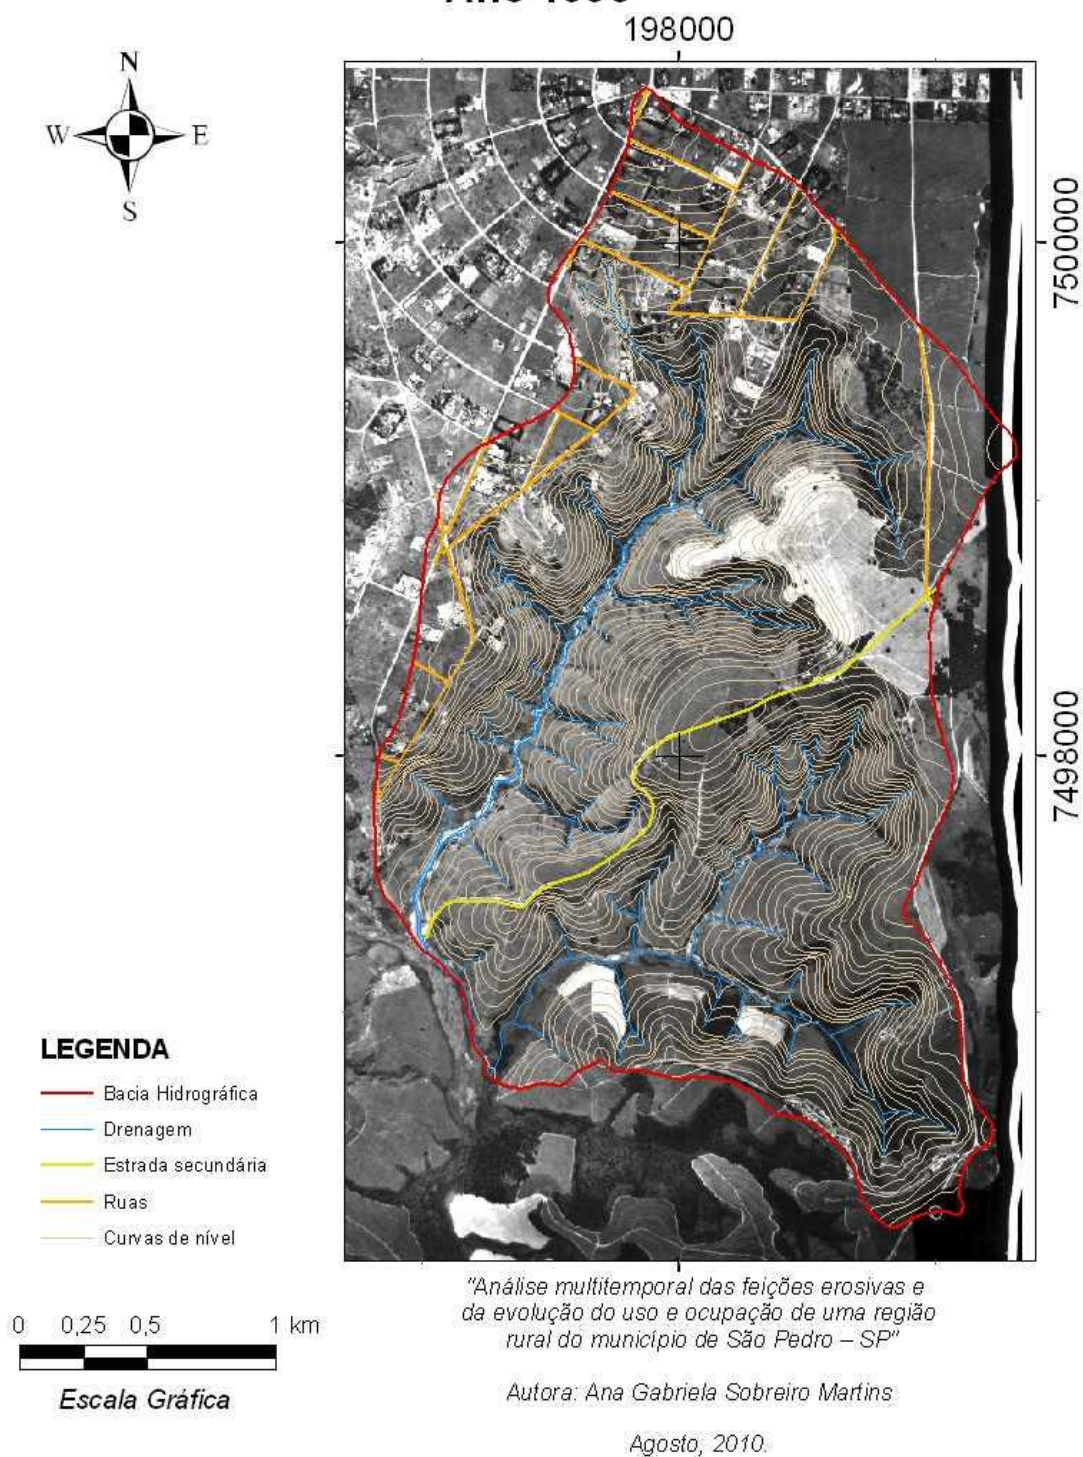 198000
N
W E
S
7500000
7498000
LEGENDA
Bacia Hidrográfica
Drenagem
Estrada secundária
Ruas
Curvas de nível
0 0,25 0,5 1 km
Escala Gráfica
"Análise multitemporal das feições erosivas e
da evolução do uso e ocupação de uma região
rural do município de São Pedro – SP"
Autora: Ana Gabriela Sobreiro Martins
Agosto, 2010.